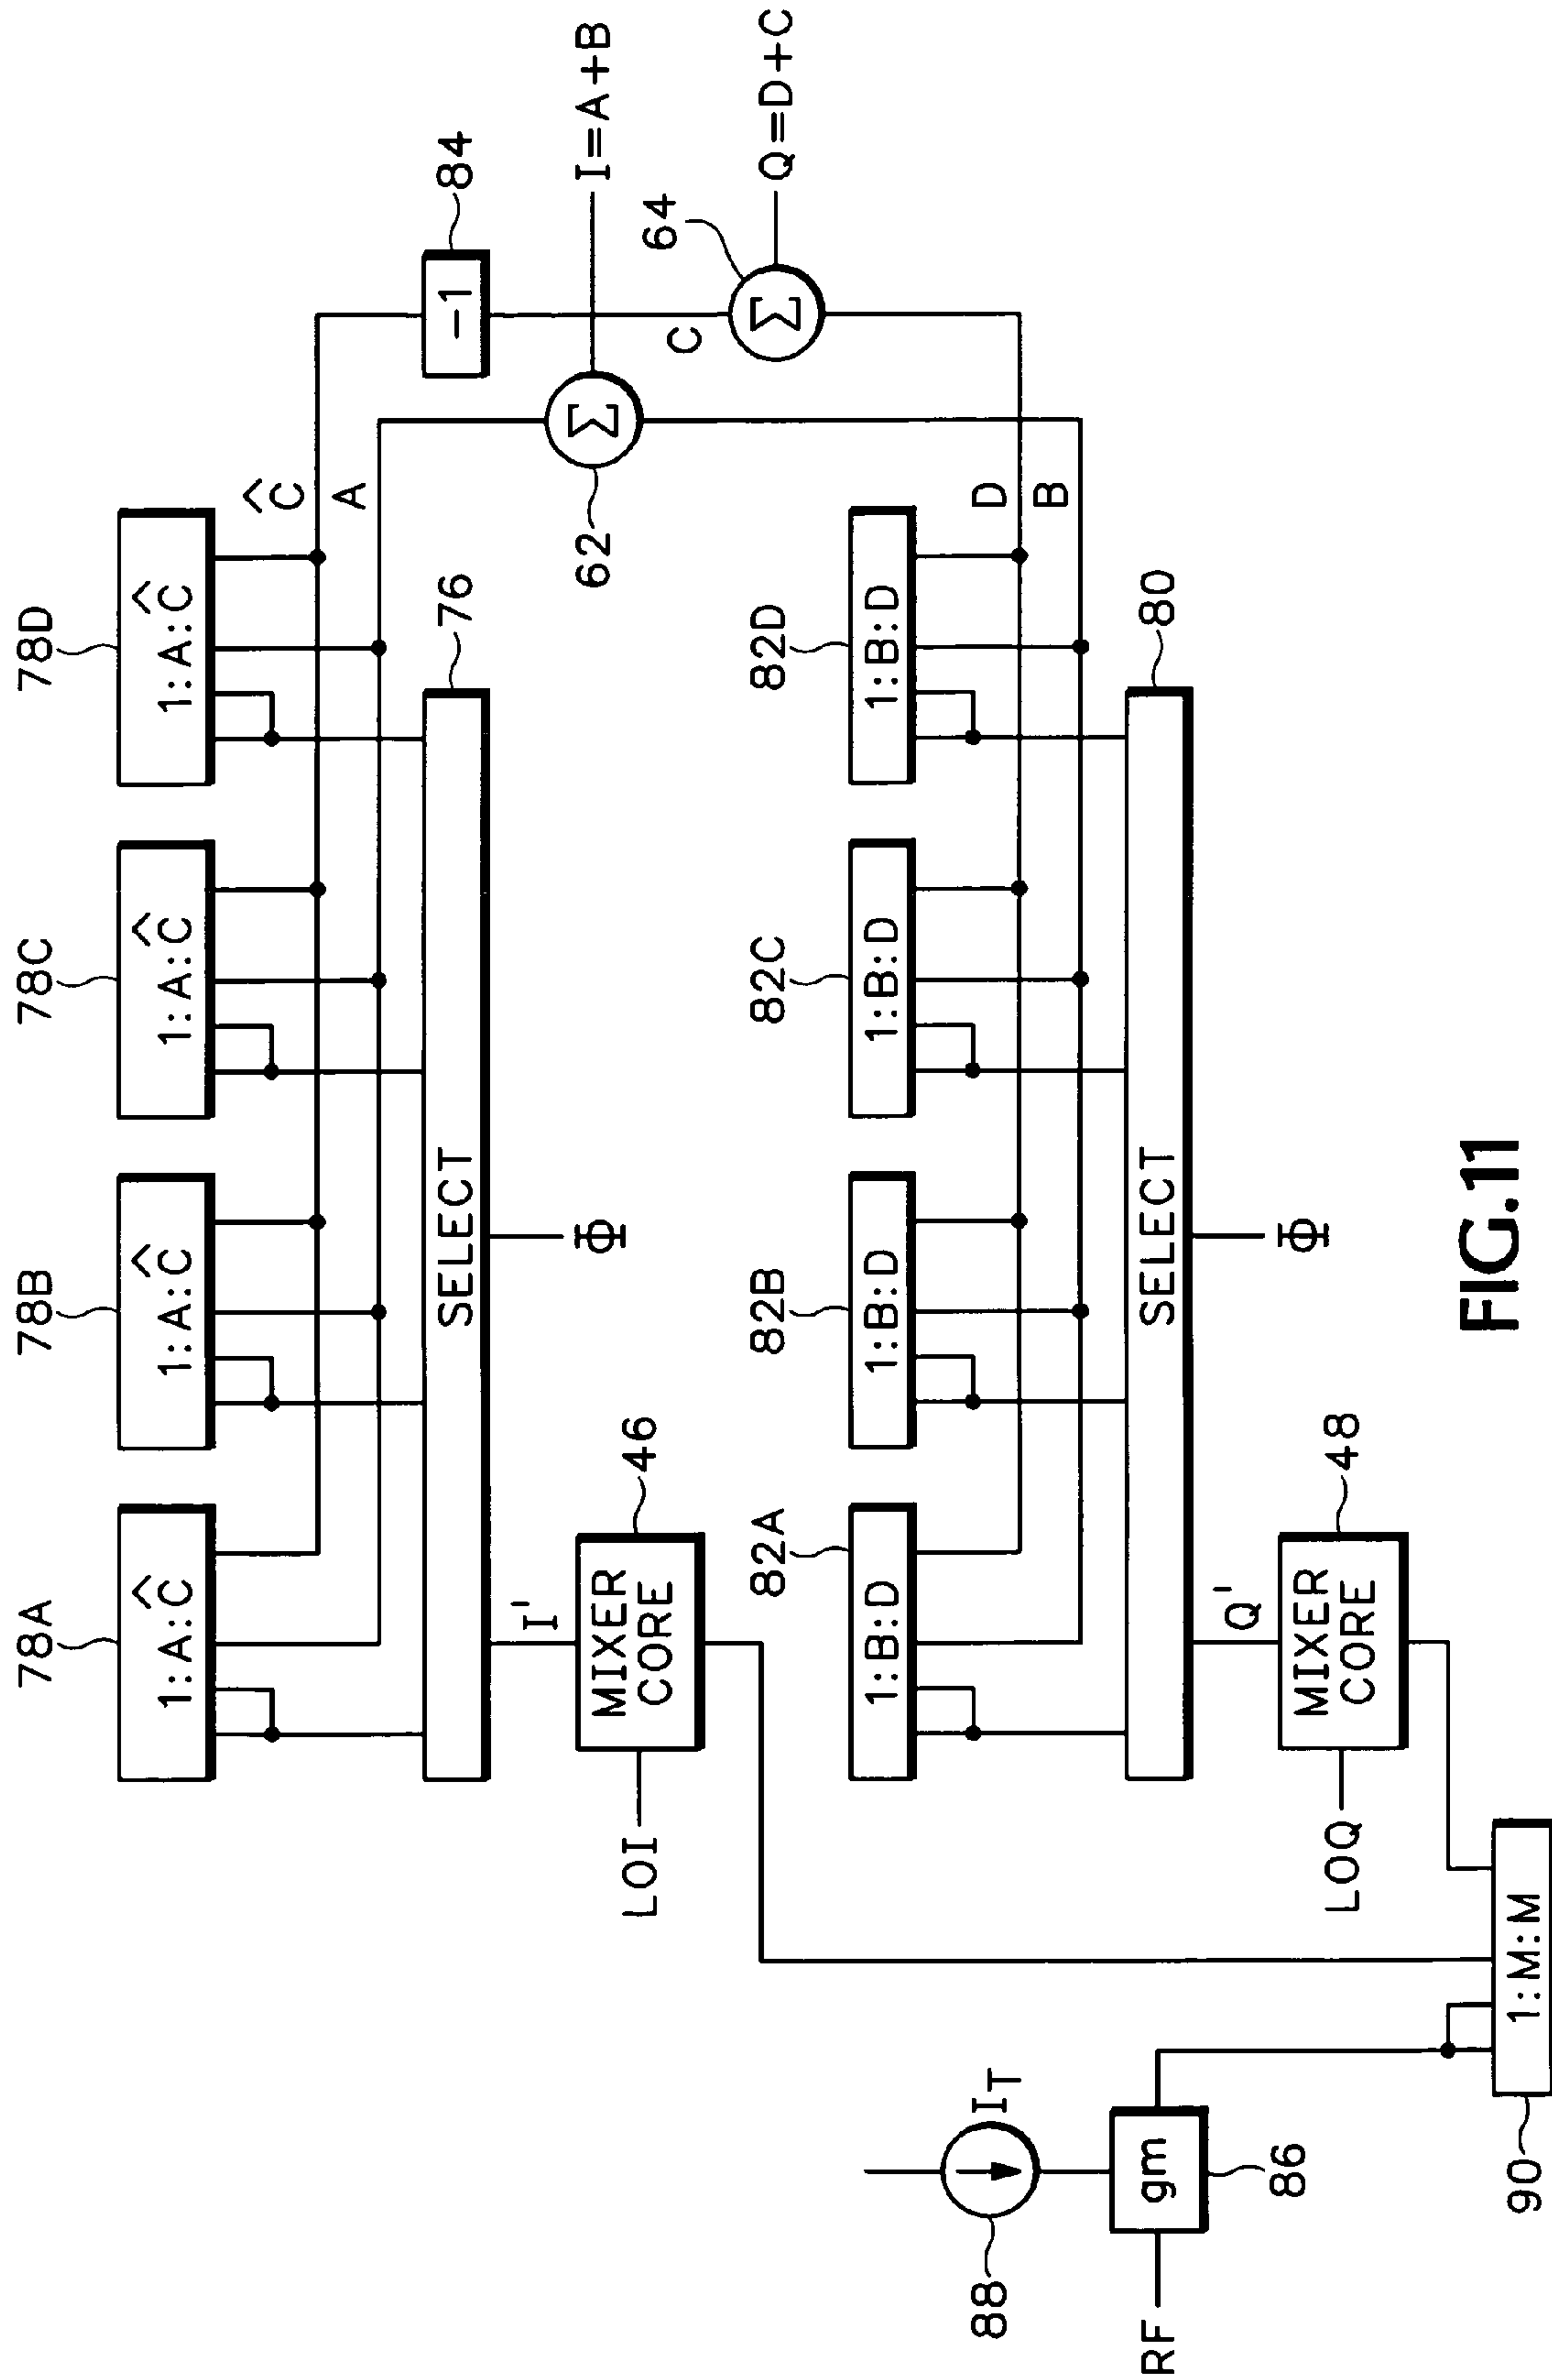 78A
78B
78C
78D
1:A:Ĉ
1:A:Ĉ
1:A:Ĉ
1:A:Ĉ
Ĉ
A
84
-1
76
SELECT
I=A+B
Φ
62
Σ
I'
46
MIXER
CORE
LOI
C
64
Σ
Q=D+C
82A
82B
82C
82D
1:B:D
1:B:D
1:B:D
1:B:D
D
B
80
SELECT
Φ
Q'
48
MIXER
CORE
LOQ
88
IT
RF
gm
86
90
1:M:M
FIG.11